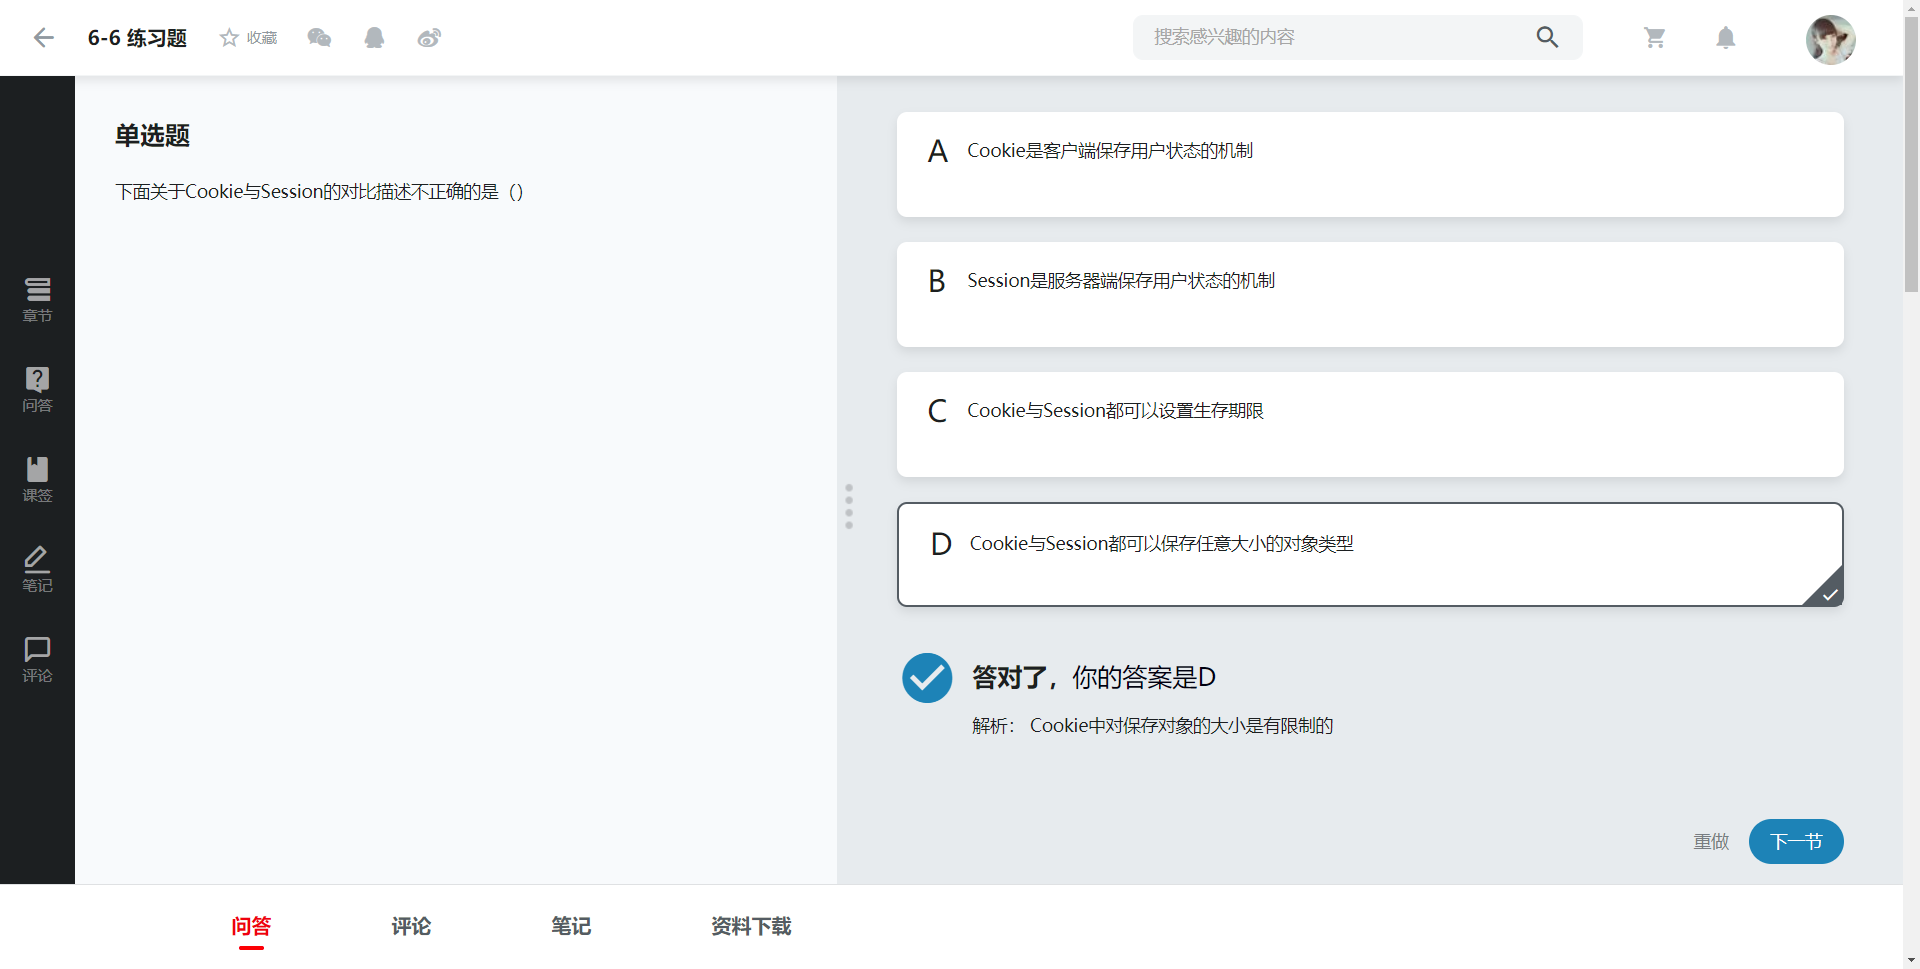 6-6 练习题
收藏
搜索感兴趣的内容
章节
问答
课签
笔记
评论
单选题
下面关于Cookie与Session的对比描述不正确的是（）
A Cookie是客户端保存用户状态的机制
B Session是服务器端保存用户状态的机制
C Cookie与Session都可以设置生存期限
D Cookie与Session都可以保存任意大小的对象类型
答对了，你的答案是D
解析： Cookie中对保存对象的大小是有限制的
重做
下一节
问答
评论
笔记
资料下载